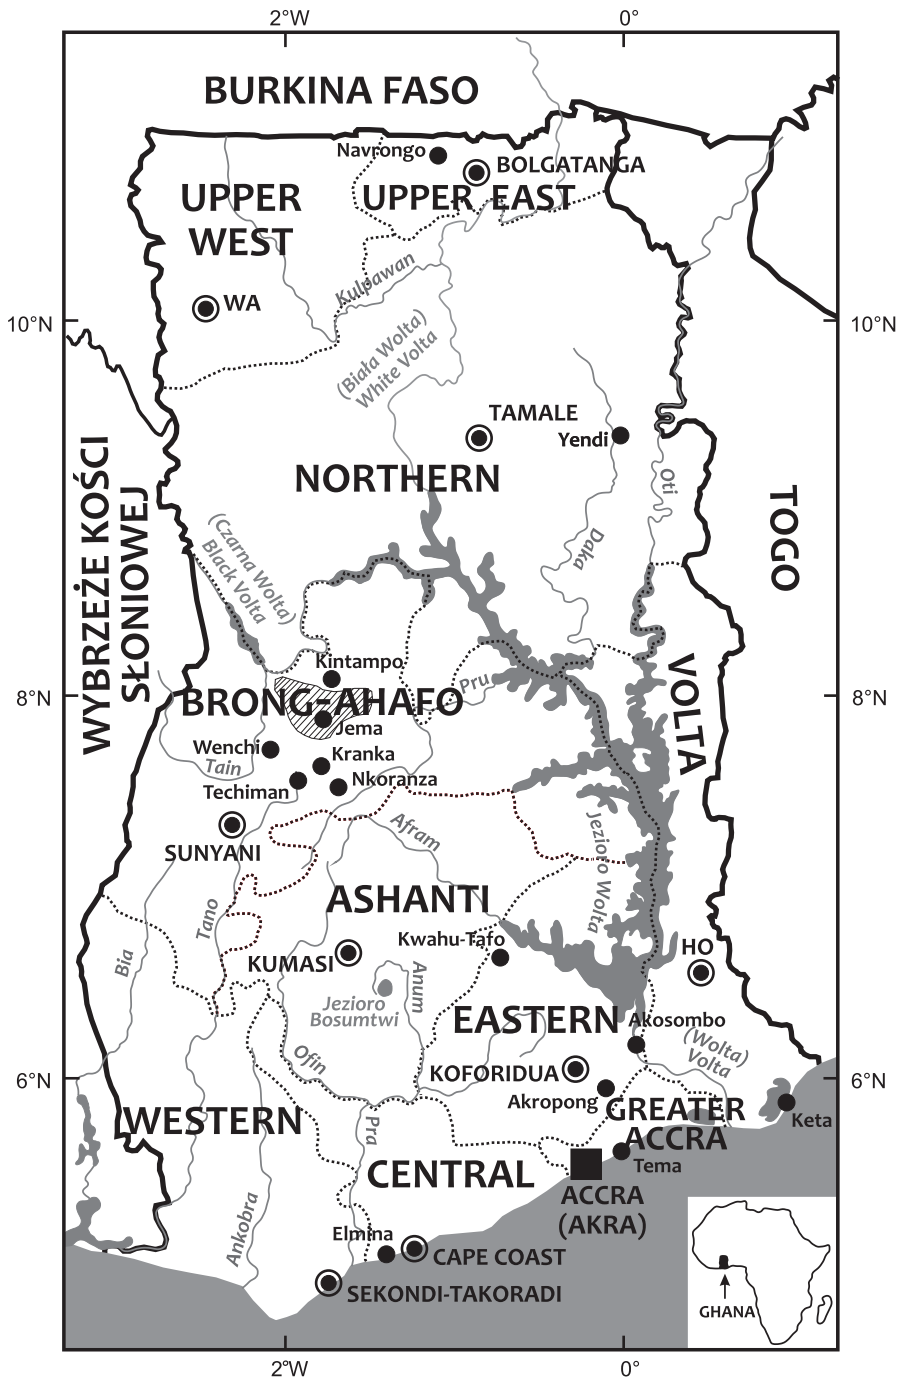 2°W
0°
BURKINA FASO
Navrongo
BOLGATANGA
UPPER
WEST
UPPER EAST
WA
Kulpawan
10°N
10°N
(Biała Wolta)
White Volta
TAMALE
Yendi
NORTHERN
Oti
WYBRZEŻE KOŚCI
SŁONIOWEJ
TOGO
(Czarna Wolta)
Black Volta
Daka
Kintampo
8°N
BRONG-AHAFO
Pru
VOLTA
8°N
Jema
Wenchi
Tain
Kranka
Techiman
Nkoranza
SUNYANI
Afram
Jezioro Wolta
ASHANTI
Tano
Kwahu-Tafo
HO
Bia
KUMASI
Anum
Jezioro
Bosumtwi
EASTERN
Akosombo
(Wolta)
Volta
Ofin
6°N
KOFORIDUA
6°N
Akropong
GREATER
ACCRA
Keta
WESTERN
Pra
Tema
CENTRAL
ACCRA
(AKRA)
Ankobra
Elmina
CAPE COAST
SEKONDI-TAKORADI
GHANA
2°W
0°